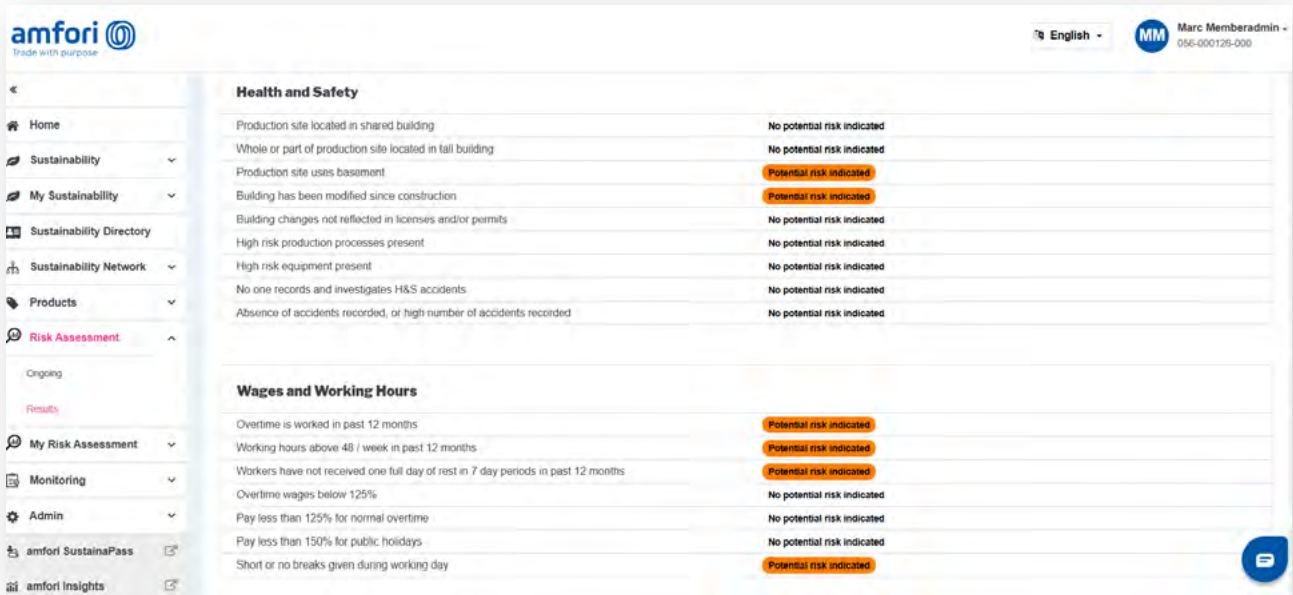 amfori
Trade with purpose
English
MM
Marc Memberadmin
056-000126-000
«
Home
Sustainability
My Sustainability
Sustainability Directory
Sustainability Network
Products
Risk Assessment
Ongoing
Results
My Risk Assessment
Monitoring
Admin
amfori SustainaPass
amfori Insights
Health and Safety
Production site located in shared building No potential risk indicated
Whole or part of production site located in tall building No potential risk indicated
Production site uses basement Potential risk indicated
Building has been modified since construction Potential risk indicated
Building changes not reflected in licenses and/or permits No potential risk indicated
High risk production processes present No potential risk indicated
High risk equipment present No potential risk indicated
No one records and investigates H&S accidents No potential risk indicated
Absence of accidents recorded, or high number of accidents recorded No potential risk indicated
Wages and Working Hours
Overtime is worked in past 12 months Potential risk indicated
Working hours above 48 / week in past 12 months Potential risk indicated
Workers have not received one full day of rest in 7 day periods in past 12 months Potential risk indicated
Overtime wages below 125% No potential risk indicated
Pay less than 125% for normal overtime No potential risk indicated
Pay less than 150% for public holidays No potential risk indicated
Short or no breaks given during working day Potential risk indicated